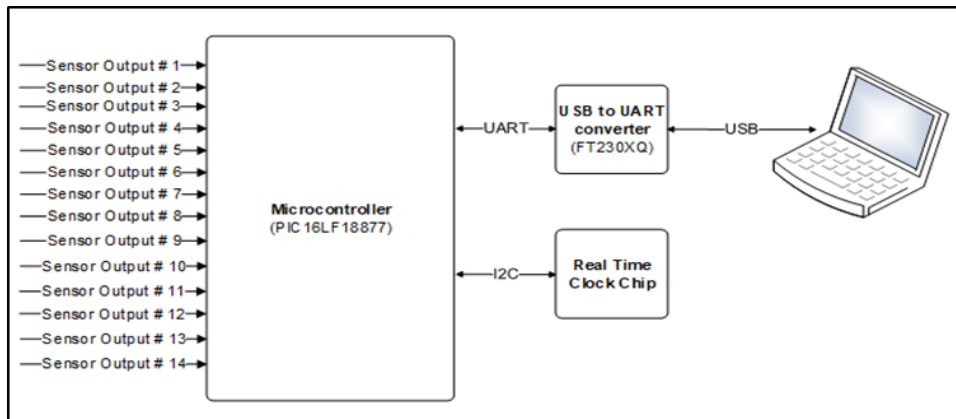 Sensor Output # 1
Sensor Output # 2
Sensor Output # 3
Sensor Output # 4
Sensor Output # 5
Sensor Output # 6
Sensor Output # 7
Sensor Output # 8
Sensor Output # 9
Sensor Output # 10
Sensor Output # 11
Sensor Output # 12
Sensor Output # 13
Sensor Output # 14
Microcontroller
(PIC16LF18877)
UART
USB to UART
converter
(FT230XQ)
USB
I2C
Real Time
Clock Chip